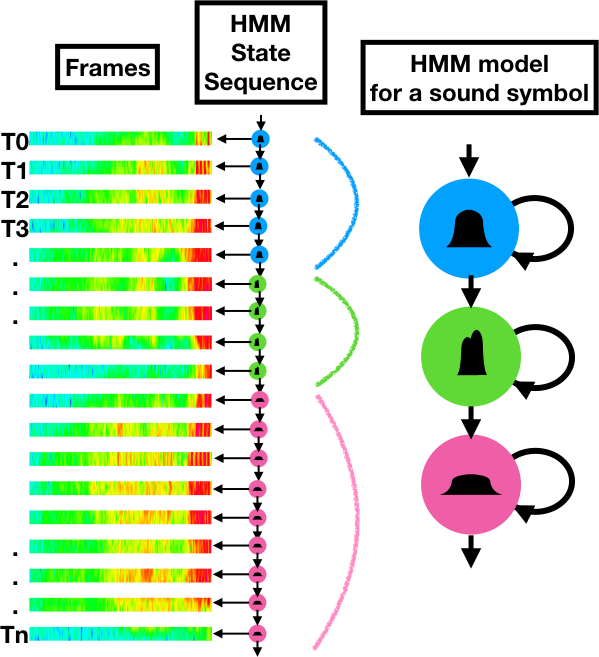 Frames
HMM
State
Sequence
HMM model
for a sound symbol
T0
T1
T2
T3
.
.
.
.
.
.
Tn